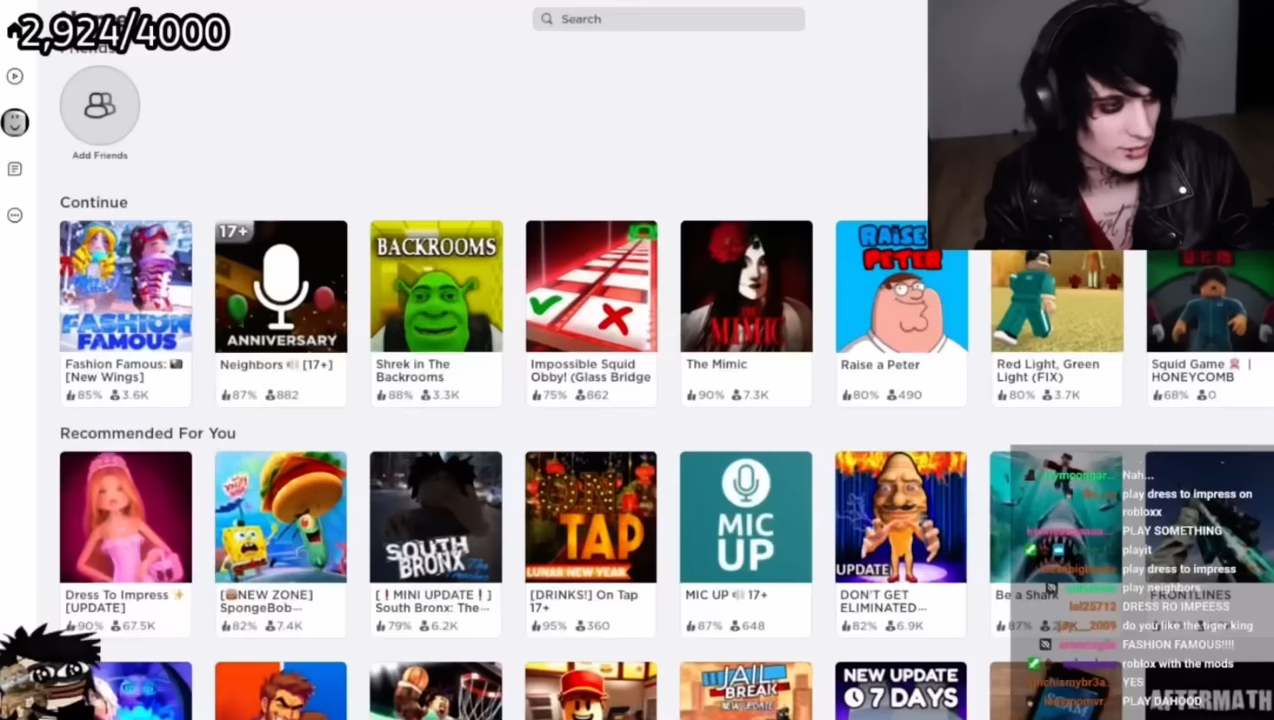 2,924/4000
Search
Add Friends
Continue
FASHION
FAMOUS
17+
ANNIVERSARY
BACKROOMS
THE
MIMIC
RAISE
PETER
Fashion Famous:
[New Wings]
Neighbors [17+]
Shrek in The
Backrooms
Impossible Squid
Obby! (Glass Bridge
The Mimic
Raise a Peter
Red Light, Green
Light (FIX)
Squid Game |
HONEYCOMB
85% 3.6K
87% 882
88% 3.3K
75% 862
90% 7.3K
80% 490
80% 3.7K
68% 0
Recommended For You
SOUTH
BRONX
TAP
LUNAR NEW YEAR
MIC
UP
UPDATE
Dress To Impress
[UPDATE]
[NEW ZONE]
SpongeBob...
[❗MINI UPDATE❗]
South Bronx: The...
[DRINKS!] On Tap
17+
MIC UP 17+
DON'T GET
ELIMINATED...
Be a Shark
FRONTLINES
90% 67.5K
82% 7.4K
79% 6.2K
95% 360
87% 648
82% 6.9K
87%
Nah...
play dress to impress on
robloxx
PLAY SOMETHING
playit
play dress to impress
play neighbors
lol25712 DRESS RO IMPEESS
do you like the tiger king
FASHION FAMOUS!!!!
roblox with the mods
YES
PLAY DAHOOD
JAIL
BREAK
NEW UPDATE
NEW UPDATE
7 DAYS
AFTERMATH